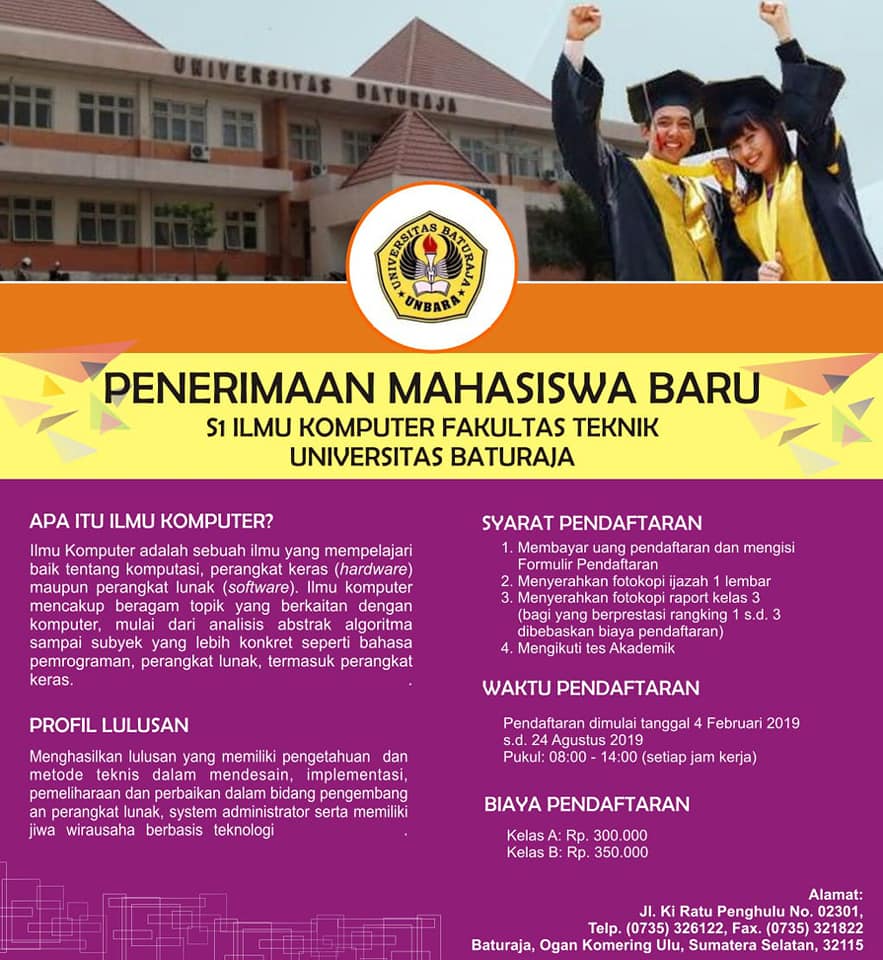 UNIVERSITAS BATURAJA
UNIVERSITAS BATURAJA
UNBARA
PENERIMAAN MAHASISWA BARU
S1 ILMU KOMPUTER FAKULTAS TEKNIK
UNIVERSITAS BATURAJA
APA ITU ILMU KOMPUTER?
Ilmu Komputer adalah sebuah ilmu yang mempelajari
baik tentang komputasi, perangkat keras (hardware)
maupun perangkat lunak (software). Ilmu komputer
mencakup beragam topik yang berkaitan dengan
komputer, mulai dari analisis abstrak algoritma
sampai subyek yang lebih konkret seperti bahasa
pemrograman, perangkat lunak, termasuk perangkat
keras. .
PROFIL LULUSAN
Menghasilkan lulusan yang memiliki pengetahuan dan
metode teknis dalam mendesain, implementasi,
pemeliharaan dan perbaikan dalam bidang pengembang
an perangkat lunak, system administrator serta memiliki
jiwa wirausaha berbasis teknologi .
SYARAT PENDAFTARAN
1. Membayar uang pendaftaran dan mengisi
Formulir Pendaftaran
2. Menyerahkan fotokopi ijazah 1 lembar
3. Menyerahkan fotokopi raport kelas 3
(bagi yang berprestasi rangking 1 s.d. 3
dibebaskan biaya pendaftaran)
4. Mengikuti tes Akademik
WAKTU PENDAFTARAN
Pendaftaran dimulai tanggal 4 Februari 2019
s.d. 24 Agustus 2019
Pukul: 08:00 - 14:00 (setiap jam kerja)
BIAYA PENDAFTARAN
Kelas A: Rp. 300.000
Kelas B: Rp. 350.000
Alamat:
Jl. Ki Ratu Penghulu No. 02301,
Telp. (0735) 326122, Fax. (0735) 321822
Baturaja, Ogan Komering Ulu, Sumatera Selatan, 32115